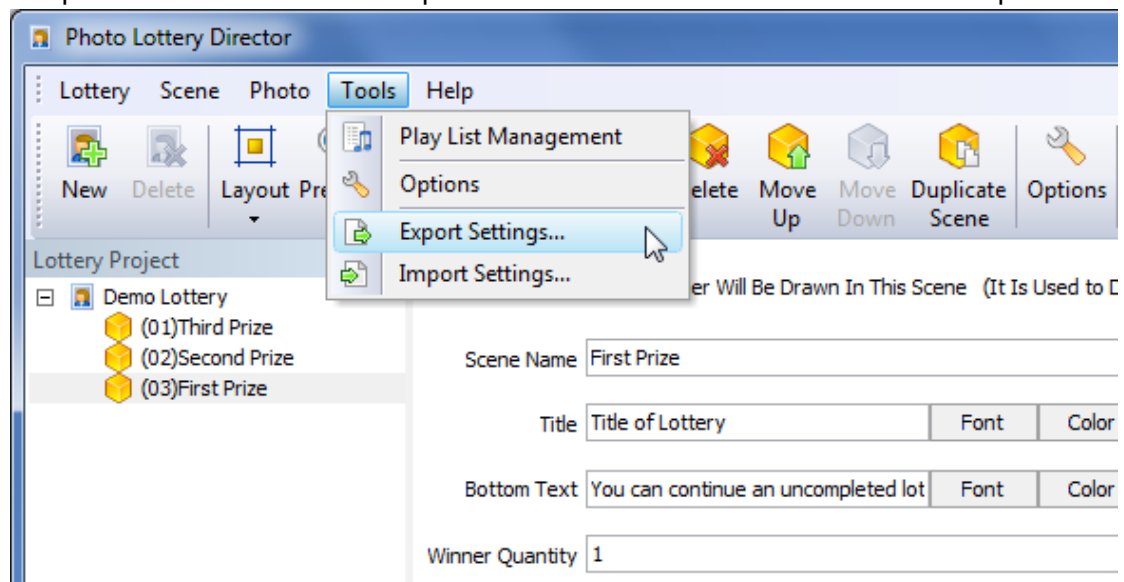 Photo Lottery Director
Lottery Scene Photo Tools Help
Play List Management
Options
Export Settings...
Import Settings...
New Delete Layout Move Up Move Down Duplicate Scene Options
Lottery Project
Will Be Drawn In This Scene (It Is Used to
Demo Lottery
(01)Third Prize
(02)Second Prize
(03)First Prize
Scene Name First Prize
Title Title of Lottery Font Color
Bottom Text You can continue an uncompleted lot Font Color
Winner Quantity 1